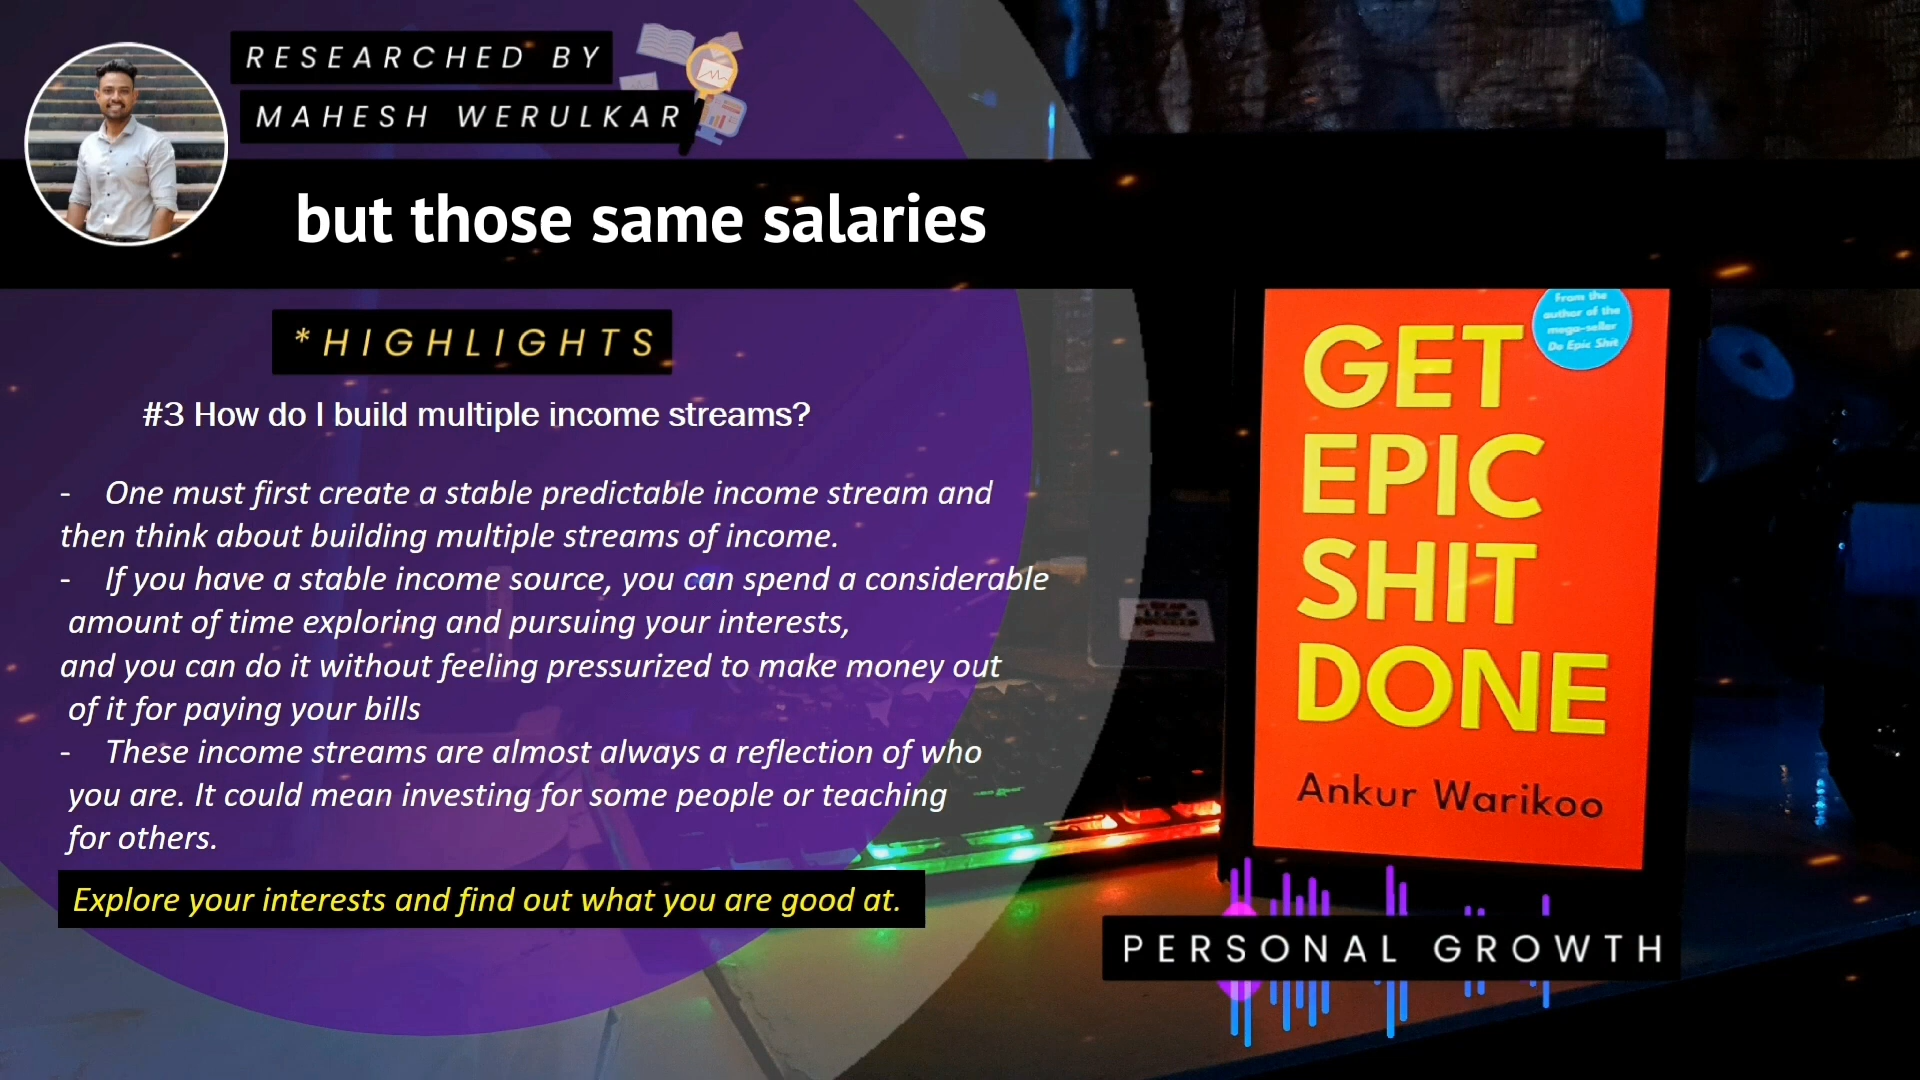 RESEARCHED BY
MAHESH WERULKAR
but those same salaries
*HIGHLIGHTS
#3 How do I build multiple income streams?
- One must first create a stable predictable income stream and
then think about building multiple streams of income.
- If you have a stable income source, you can spend a considerable
amount of time exploring and pursuing your interests,
and you can do it without feeling pressurized to make money out
of it for paying your bills
- These income streams are almost always a reflection of who
you are. It could mean investing for some people or teaching
for others.
Explore your interests and find out what you are good at.
From the
author of the
mega-seller
Do Epic Shit
GET
EPIC
SHIT
DONE
Ankur Warikoo
PERSONAL GROWTH